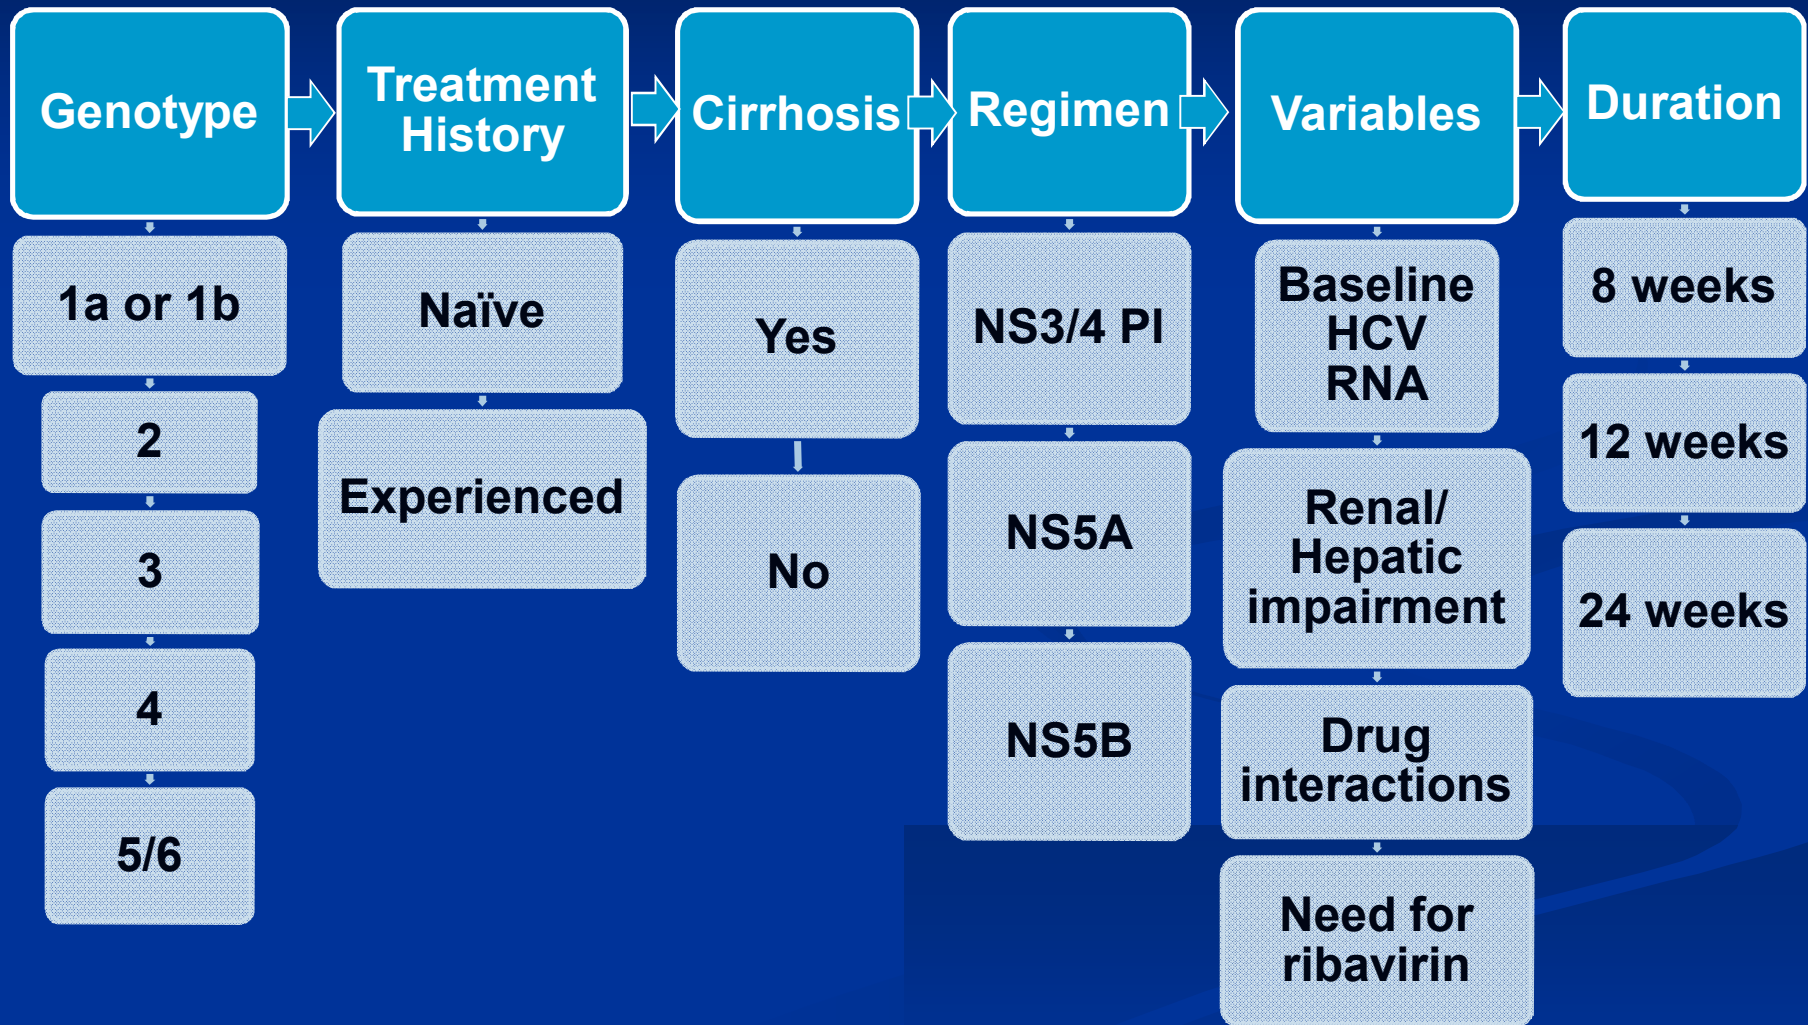 Genotype
Treatment
History
Cirrhosis
Regimen
Variables
Duration
1a or 1b
2
3
4
5/6
Naïve
Experienced
Yes
No
NS3/4 PI
NS5A
NS5B
Baseline
HCV
RNA
Renal/
Hepatic
impairment
Drug
interactions
Need for
ribavirin
8 weeks
12 weeks
24 weeks